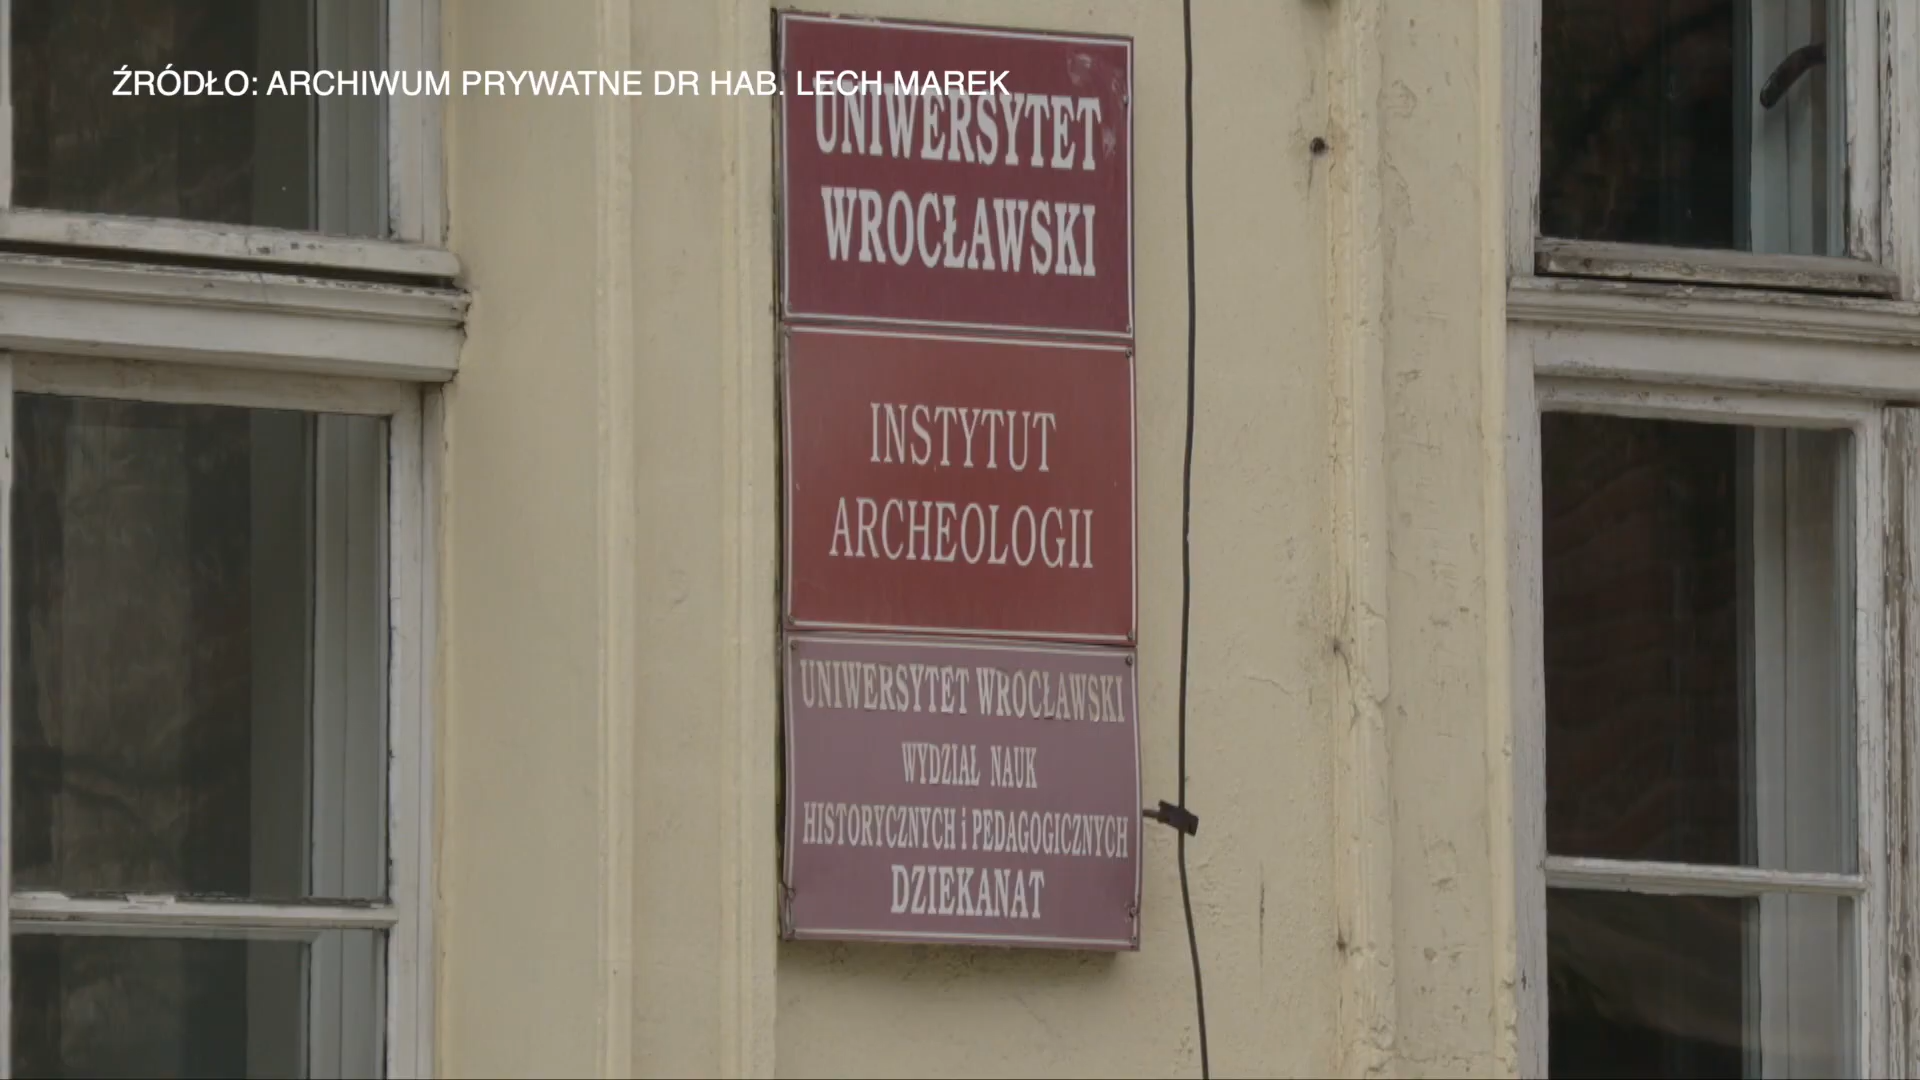 ŹRÓDŁO: ARCHIWUM PRYWATNE DR HAB. LECH MAREK
UNIWERSYTET
WROCŁAWSKI
INSTYTUT
ARCHEOLOGII
UNIWERSYTET WROCŁAWSKI
WYDZIAŁ NAUK
HISTORYCZNYCH i PEDAGOGICZNYCH
DZIEKANAT